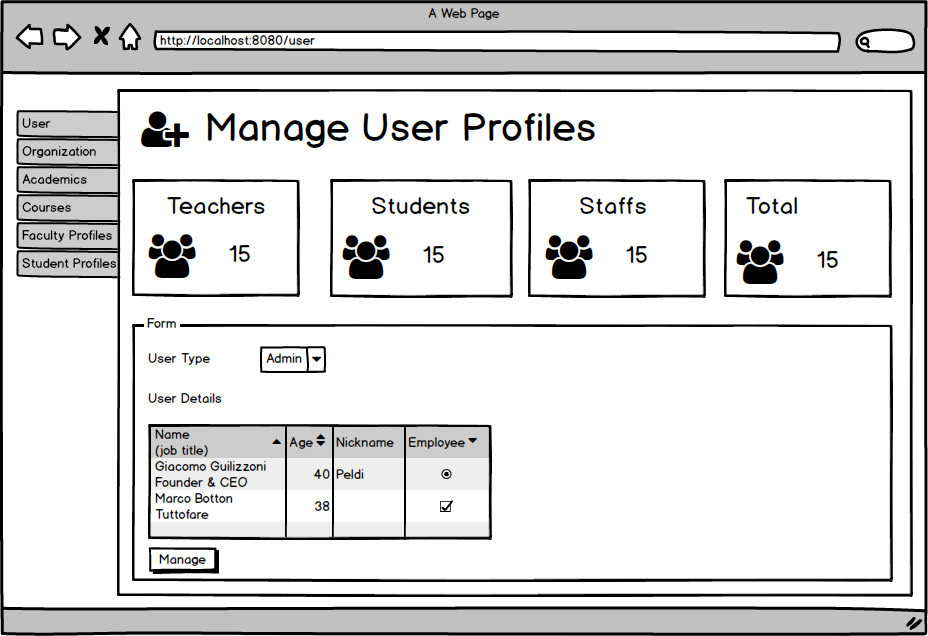 A Web Page
http://localhost:8080/user
User
Organization
Academics
Courses
Faculty Profiles
Student Profiles
Manage User Profiles
Teachers
15
Students
15
Staffs
15
Total
15
Form
User Type
Admin
User Details
Name
(job title)
Age
Nickname
Employee
Giacomo Guilizzoni
Founder & CEO
40
Peldi
Marco Botton
Tuttofare
38
Manage